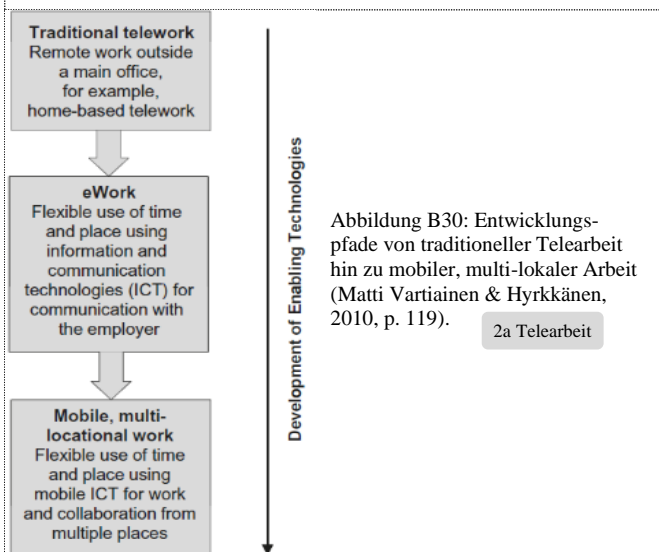 Traditional telework
Remote work outside
a main office,
for example,
home-based telework
eWork
Flexible use of time
and place using
information and
communication
technologies (ICT) for
communication with
the employer
Mobile, multi-
locational work
Flexible use of time
and place using
mobile ICT for work
and collaboration from
multiple places
Development of Enabling Technologies
Abbildung B30: Entwicklungs-
pfade von traditioneller Telearbeit
hin zu mobiler, multi-lokaler Arbeit
(Matti Vartiainen & Hyrkkänen,
2010, p. 119).
2a Telearbeit